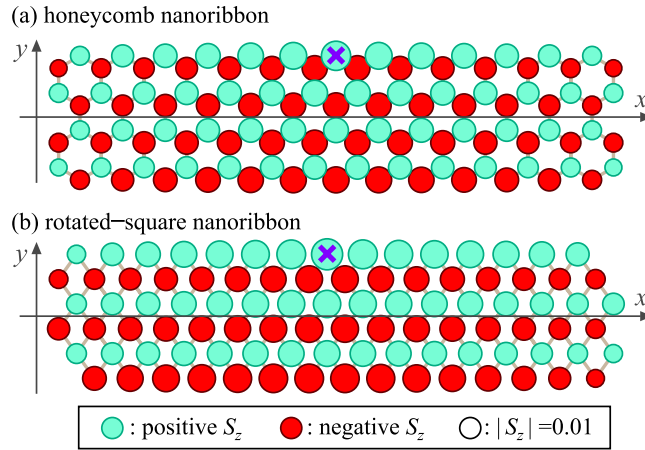 (a) honeycomb nanoribbon
y
x
(b) rotated−square nanoribbon
y
x
: positive Sz : negative Sz : | Sz | =0.01